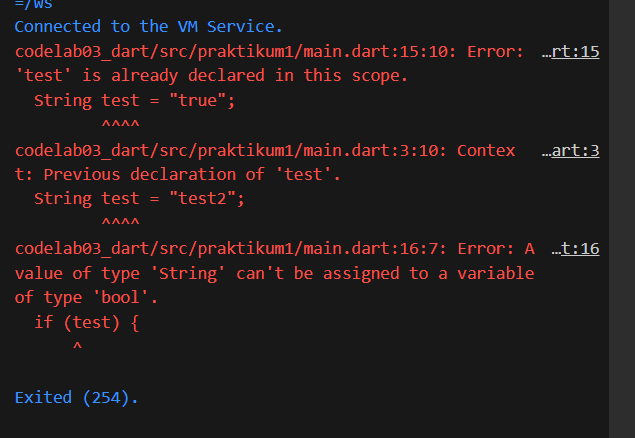 =/ws
Connected to the VM Service.
codelab03_dart/src/praktikum1/main.dart:15:10: Error: …rt:15
'test' is already declared in this scope.
  String test = "true";
         ^^^^
codelab03_dart/src/praktikum1/main.dart:3:10: Contex …art:3
t: Previous declaration of 'test'.
  String test = "test2";
         ^^^^
codelab03_dart/src/praktikum1/main.dart:16:7: Error: A …t:16
value of type 'String' can't be assigned to a variable
of type 'bool'.
  if (test) {
      ^
Exited (254).